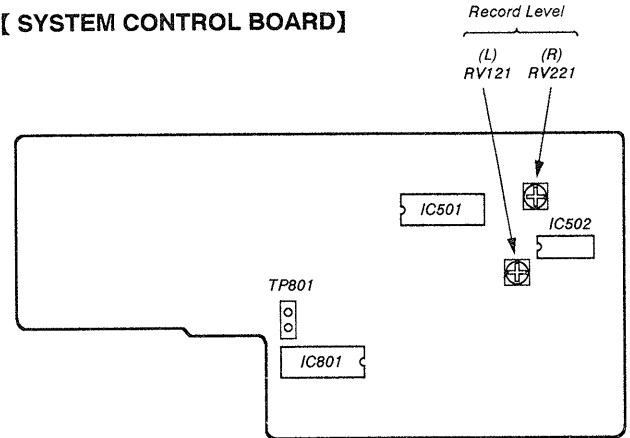 【 SYSTEM CONTROL BOARD】
Record Level
(L) (R)
RV121 RV221
IC501
IC502
TP801
IC801